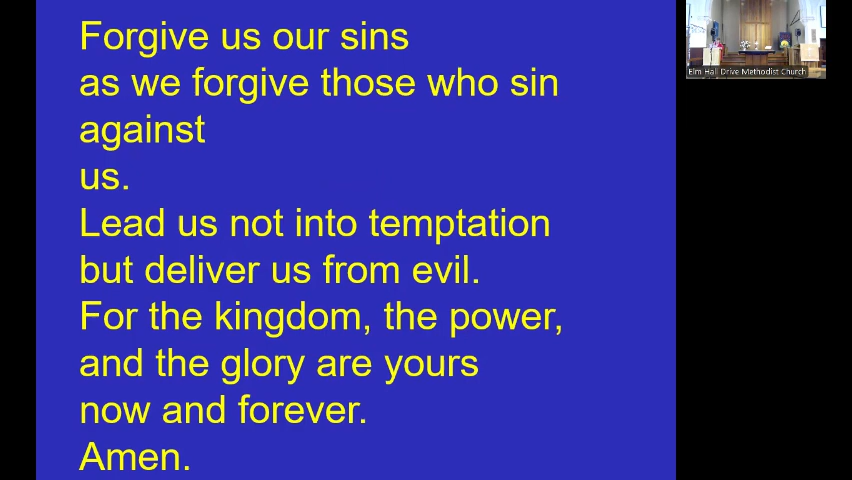 Forgive us our sins
as we forgive those who sin
against
us.
Lead us not into temptation
but deliver us from evil.
For the kingdom, the power,
and the glory are yours
now and forever.
Amen.
Elm Hall Drive Methodist Church